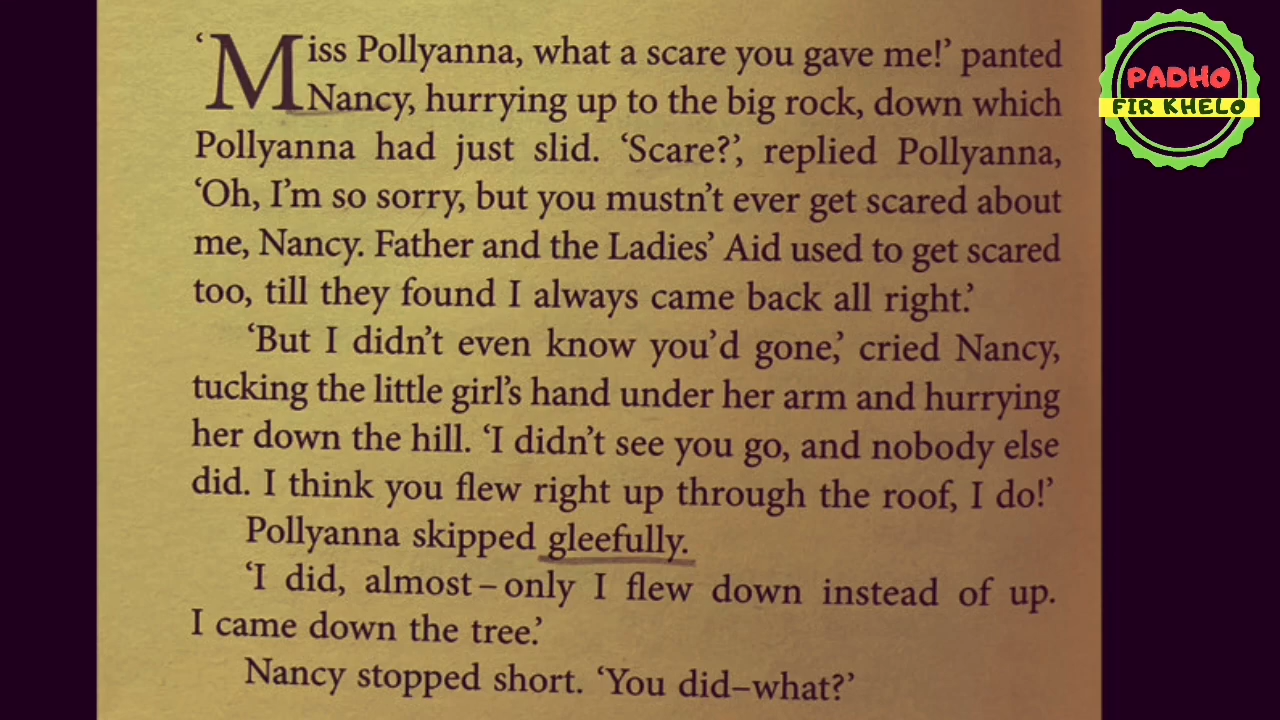 ‘Miss Pollyanna, what a scare you gave me!’ panted
Nancy, hurrying up to the big rock, down which
Pollyanna had just slid. ‘Scare?’, replied Pollyanna,
‘Oh, I’m so sorry, but you mustn’t ever get scared about
me, Nancy. Father and the Ladies’ Aid used to get scared
too, till they found I always came back all right.’
‘But I didn’t even know you’d gone,’ cried Nancy,
tucking the little girl’s hand under her arm and hurrying
her down the hill. ‘I didn’t see you go, and nobody else
did. I think you flew right up through the roof, I do!’
Pollyanna skipped gleefully.
‘I did, almost – only I flew down instead of up.
I came down the tree.’
Nancy stopped short. ‘You did–what?’
PADHO
FIR KHELO